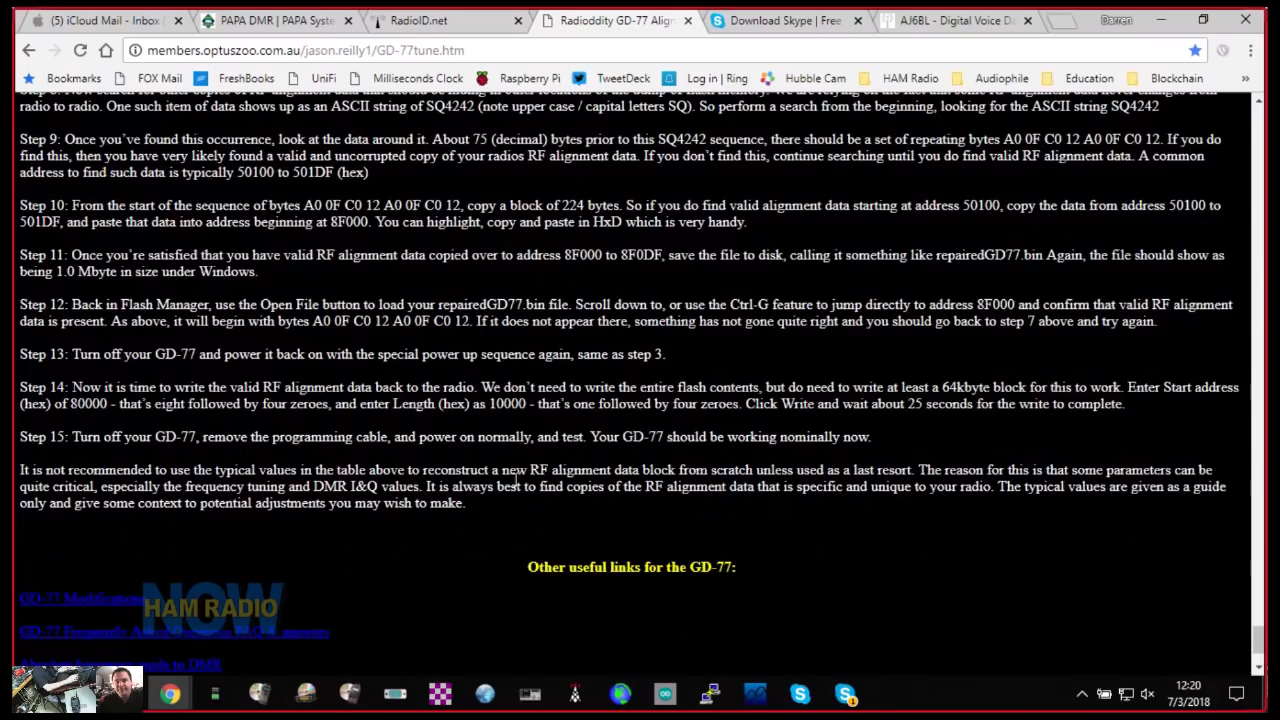 (5) iCloud Mail - Inbox
PAPA DMR | PAPA Syste
RadioID.net
Radioddity GD-77 Align
Download Skype | Free
AJ6BL - Digital Voice Da
Darren
members.optuszoo.com.au/jason.reilly1/GD-77tune.htm
Bookmarks FOX Mail FreshBooks UniFi Milliseconds Clock Raspberry Pi TweetDeck Log in | Ring Hubble Cam HAM Radio Audiophile Education Blockchain
radio to radio. One such item of data shows up as an ASCII string of SQ4242 (note upper case / capital letters SQ). So perform a search from the beginning, looking for the ASCII string SQ4242
Step 9: Once you've found this occurrence, look at the data around it. About 75 (decimal) bytes prior to this SQ4242 sequence, there should be a set of repeating bytes A0 0F C0 12 A0 0F C0 12. If you do
find this, then you have very likely found a valid and uncorrupted copy of your radios RF alignment data. If you don't find this, continue searching until you do find valid RF alignment data. A common
address to find such data is typically 50100 to 501DF (hex)
Step 10: From the start of the sequence of bytes A0 0F C0 12 A0 0F C0 12, copy a block of 224 bytes. So if you do find valid alignment data starting at address 50100, copy the data from address 50100 to
501DF, and paste that data into address beginning at 8F000. You can highlight, copy and paste in HxD which is very handy.
Step 11: Once you're satisfied that you have valid RF alignment data copied over to address 8F000 to 8F0DF, save the file to disk, calling it something like repairedGD77.bin Again, the file should show as
being 1.0 Mbyte in size under Windows.
Step 12: Back in Flash Manager, use the Open File button to load your repairedGD77.bin file. Scroll down to, or use the Ctrl-G feature to jump directly to address 8F000 and confirm that valid RF alignment
data is present. As above, it will begin with bytes A0 0F C0 12 A0 0F C0 12. If it does not appear there, something has not gone quite right and you should go back to step 7 above and try again.
Step 13: Turn off your GD-77 and power it back on with the special power up sequence again, same as step 3.
Step 14: Now it is time to write the valid RF alignment data back to the radio. We don't need to write the entire flash contents, but do need to write at least a 64kbyte block for this to work. Enter Start address
(hex) of 80000 - that's eight followed by four zeroes, and enter Length (hex) as 10000 - that's one followed by four zeroes. Click Write and wait about 25 seconds for the write to complete.
Step 15: Turn off your GD-77, remove the programming cable, and power on normally, and test. Your GD-77 should be working nominally now.
It is not recommended to use the typical values in the table above to reconstruct a new RF alignment data block from scratch unless used as a last resort. The reason for this is that some parameters can be
quite critical, especially the frequency tuning and DMR I&Q values. It is always best to find copies of the RF alignment data that is specific and unique to your radio. The typical values are given as a guide
only and give some context to potential adjustments you may wish to make.
Other useful links for the GD-77:
GD-77 Modifications
NOW
HAM RADIO
GD-77 Frequently
answers
guide to DMR
12:20
7/3/2018